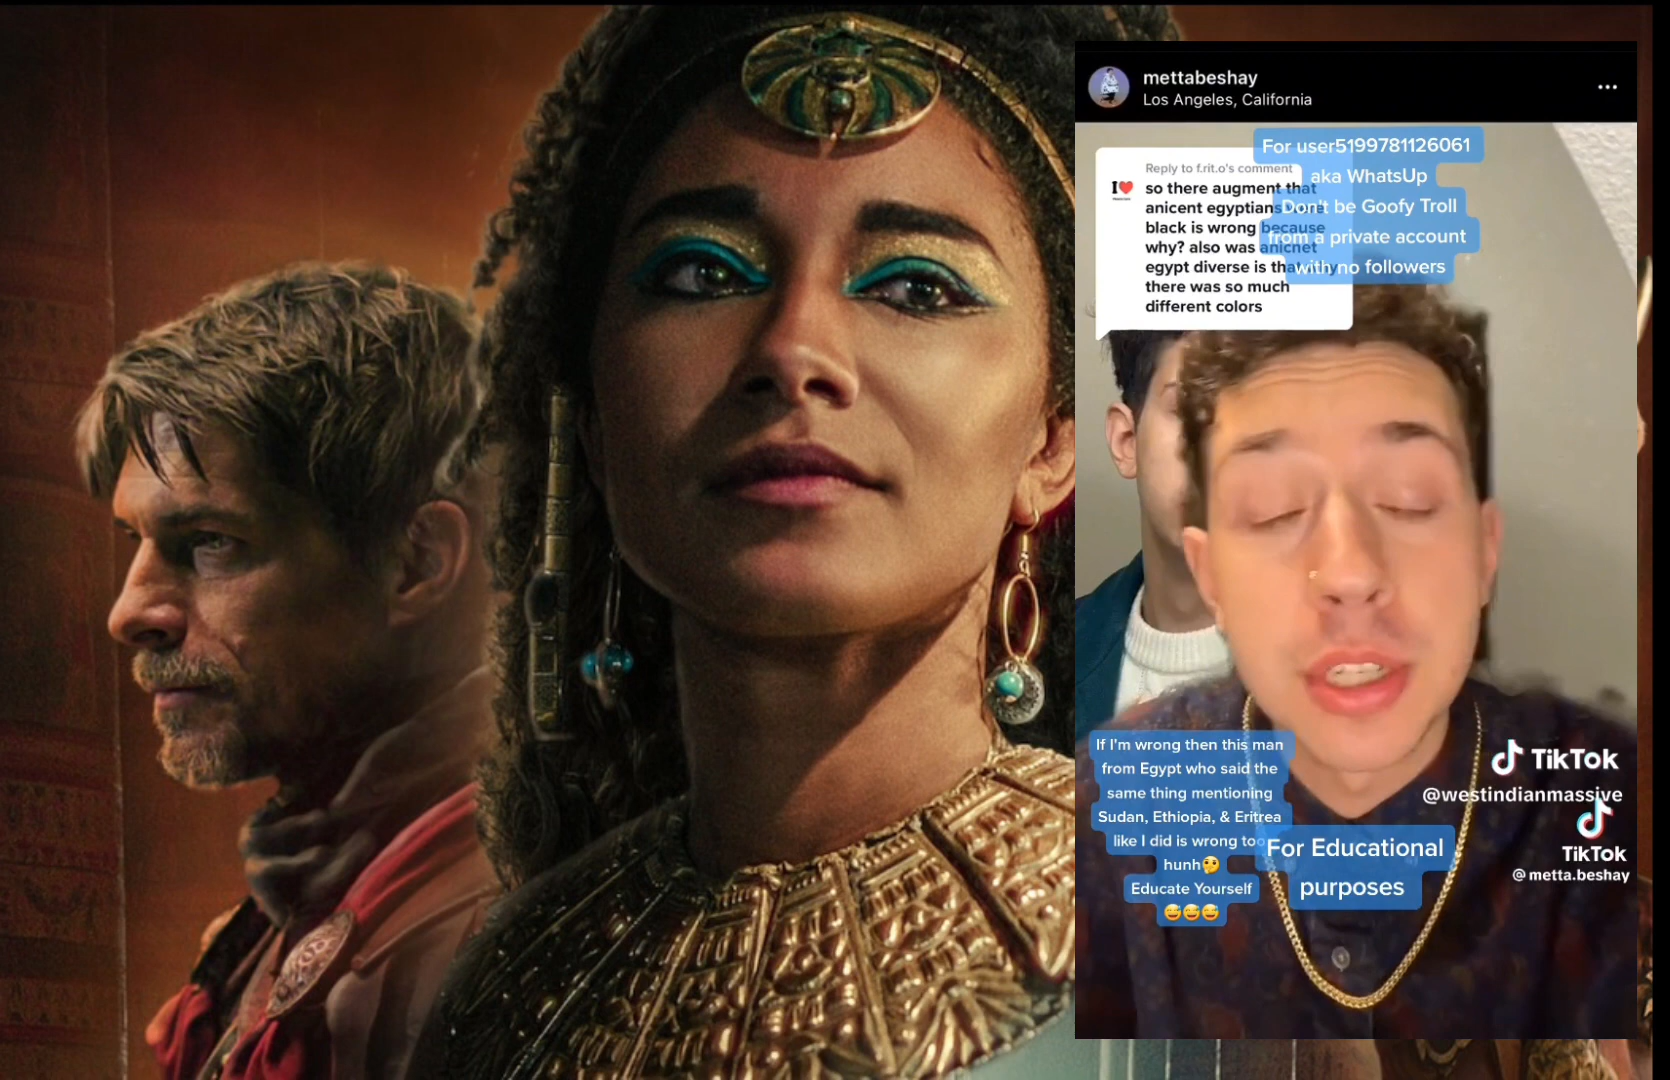 mettabeshay
Los Angeles, California
For user5199781126061
aka WhatsUp
Don't be Goofy Troll
from a private account
with no followers
Reply to f.rit.o's comment
so there augment that
anicent egyptians were
black is wrong because
why? also was anicnet
egypt diverse is that why
there was so much
different colors
I❤️
If I'm wrong then this man
from Egypt who said the
same thing mentioning
Sudan, Ethiopia, & Eritrea
like I did is wrong too
hunh🤔
Educate Yourself
😅😅😅
For Educational
purposes
TikTok
@westindianmassive
TikTok
@metta.beshay